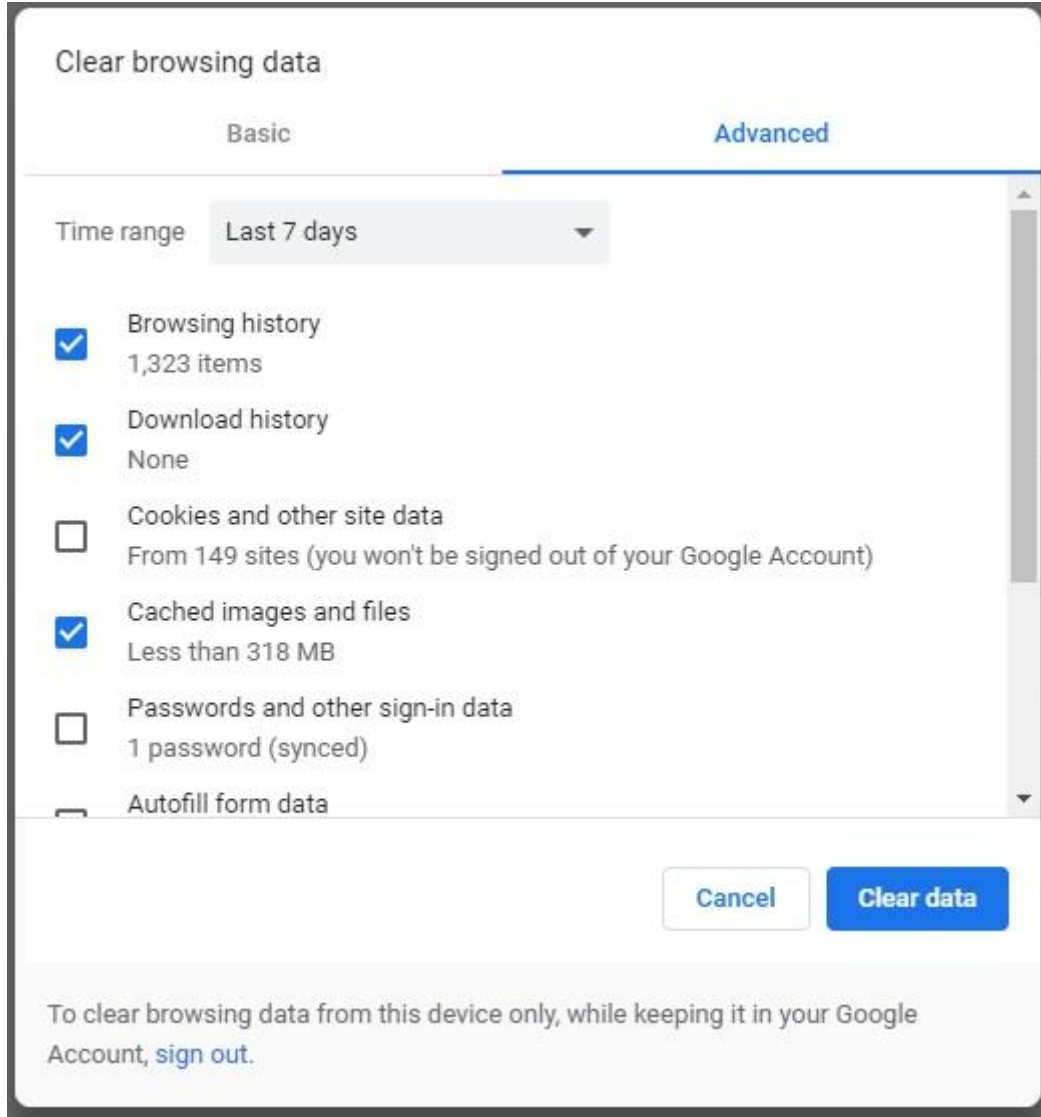 Clear browsing data
Basic
Advanced
Time range
Last 7 days
Browsing history
1,323 items
Download history
None
Cookies and other site data
From 149 sites (you won't be signed out of your Google Account)
Cached images and files
Less than 318 MB
Passwords and other sign-in data
1 password (synced)
Autofill form data
Cancel
Clear data
To clear browsing data from this device only, while keeping it in your Google
Account, sign out.